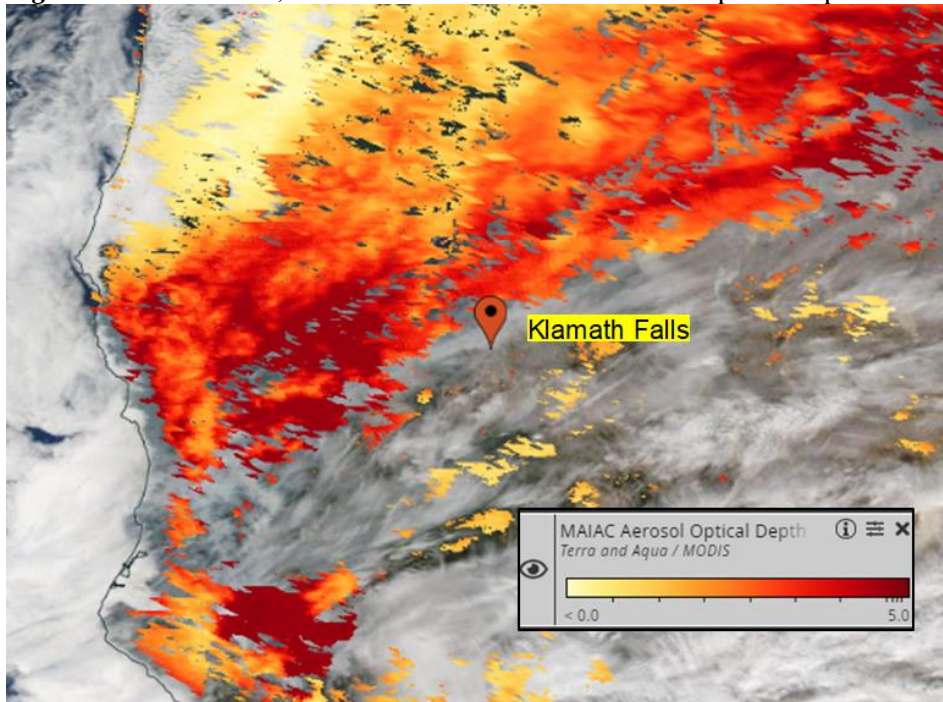 Klamath Falls
MAIAC Aerosol Optical Depth
Terra and Aqua / MODIS
< 0.0
5.0